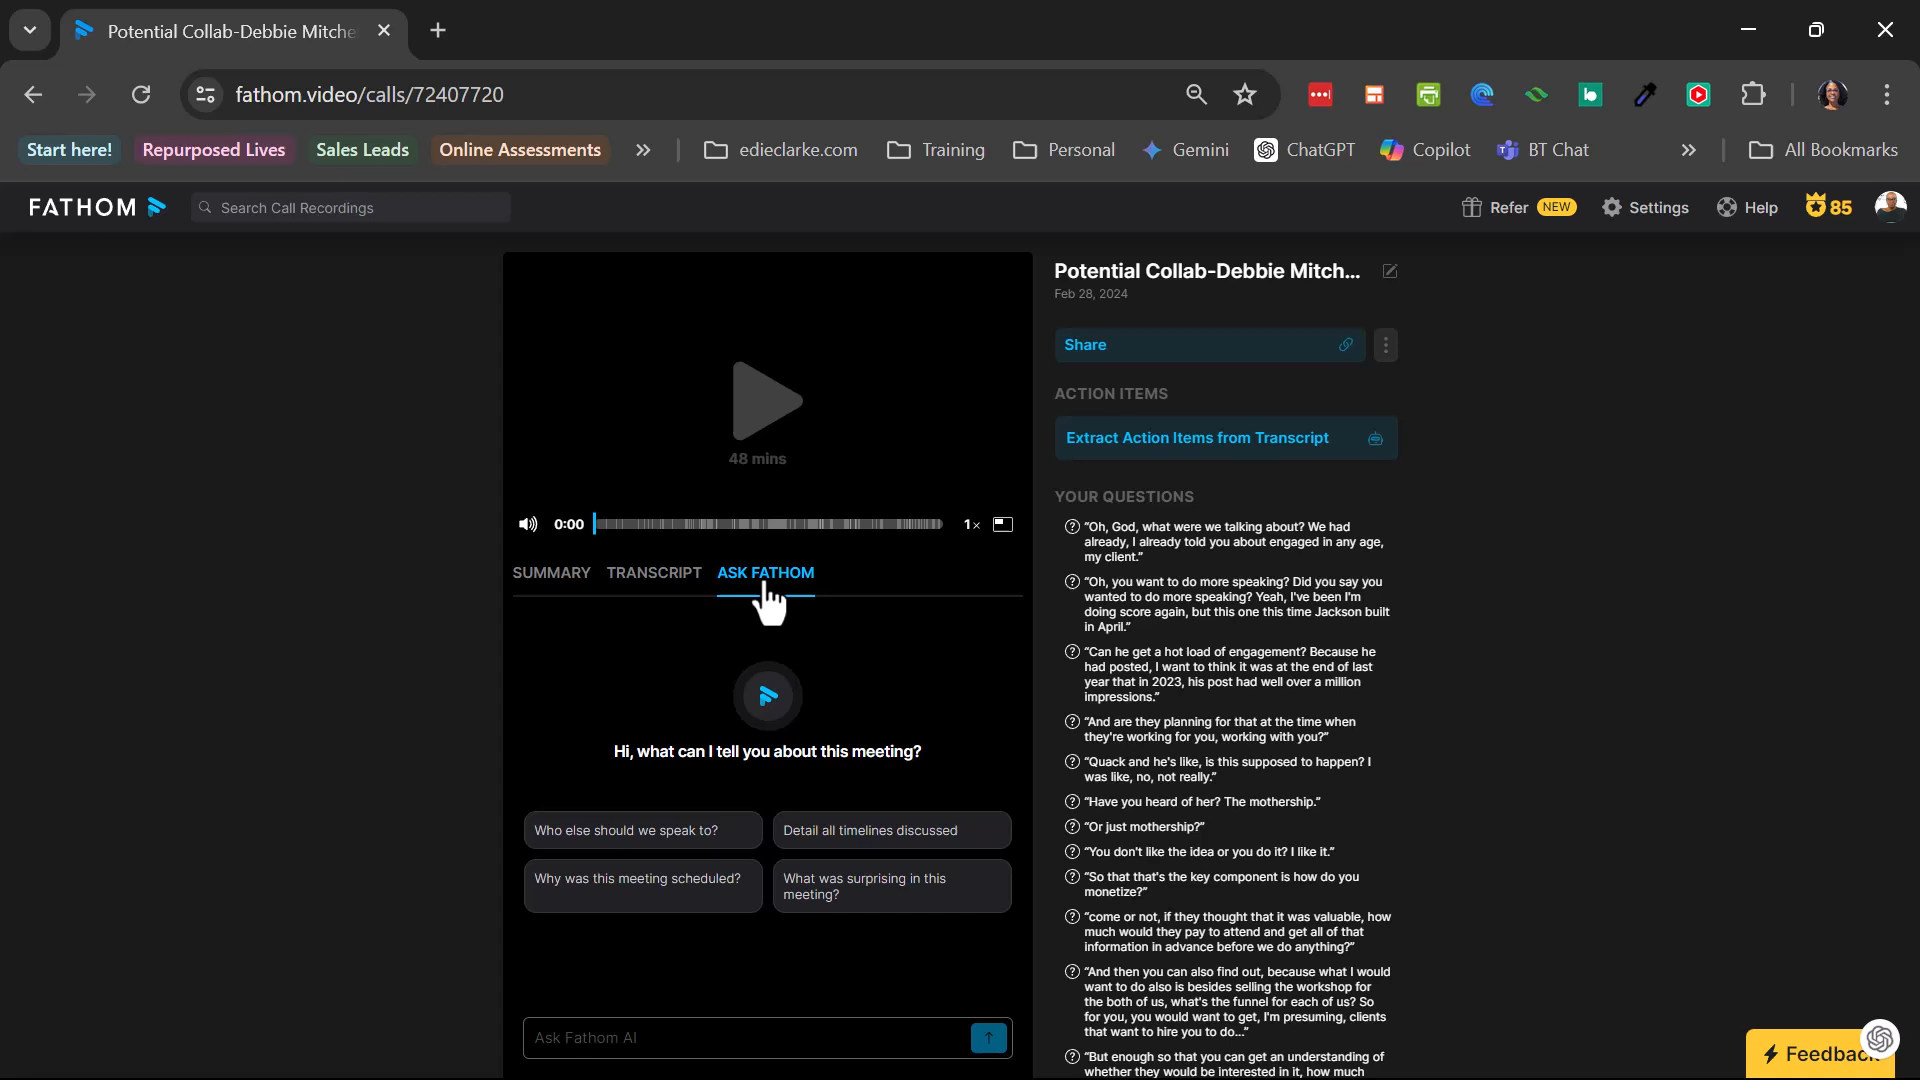 Potential Collab-Debbie Mitche
fathom.video/calls/72407720
Start here!
Repurposed Lives
Sales Leads
Online Assessments
edieclarke.com
Training
Personal
Gemini
ChatGPT
Copilot
BT Chat
All Bookmarks
FATHOM
Search Call Recordings
Refer
NEW
Settings
Help
85
48 mins
0:00
1×
SUMMARY
TRANSCRIPT
ASK FATHOM
Hi, what can I tell you about this meeting?
Who else should we speak to?
Detail all timelines discussed
Why was this meeting scheduled?
What was surprising in this
meeting?
Ask Fathom AI
Potential Collab-Debbie Mitch...
Feb 28, 2024
Share
ACTION ITEMS
Extract Action Items from Transcript
YOUR QUESTIONS
“Oh, God, what were we talking about? We had
already, I already told you about engaged in any age,
my client.”
“Oh, you want to do more speaking? Did you say you
wanted to do more speaking? Yeah, I've been I'm
doing score again, but this one this time Jackson built
in April.”
“Can he get a hot load of engagement? Because he
had posted, I want to think it was at the end of last
year that in 2023, his post had well over a million
impressions.”
“And are they planning for that at the time when
they're working for you, working with you?”
“Quack and he's like, is this supposed to happen? I
was like, no, not really.”
“Have you heard of her? The mothership.”
“Or just mothership?”
“You don't like the idea or you do it? I like it.”
“So that that's the key component is how do you
monetize?”
“come or not, if they thought that it was valuable, how
much would they pay to attend and get all of that
information in advance before we do anything?”
“And then you can also find out, because what I would
want to do also is besides selling the workshop for
the both of us, what's the funnel for each of us? So
for you, you would want to get, I'm presuming, clients
that want to hire you to do...”
“But enough so that you can get an understanding of
whether they would be interested in it, how much
Feedback